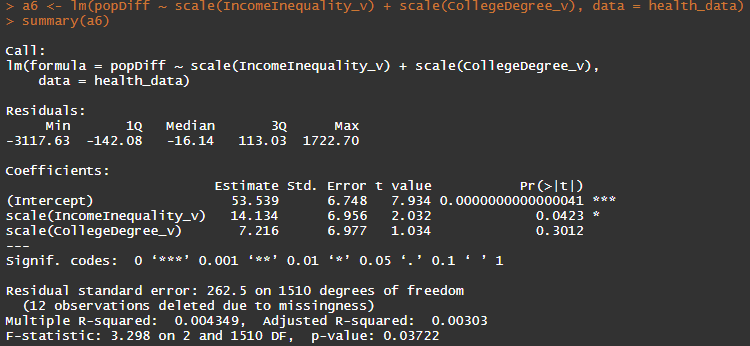 > a6 <- lm(popDiff ~ scale(IncomeInequality_v) + scale(CollegeDegree_v), data = health_data)
> summary(a6)
Call:
lm(formula = popDiff ~ scale(IncomeInequality_v) + scale(CollegeDegree_v),
    data = health_data)
Residuals:
     Min       1Q   Median       3Q      Max
-3117.63  -142.08   -16.14   113.03  1722.70
Coefficients:
                          Estimate Std. Error t value          Pr(>|t|)
(Intercept)                 53.539      6.748   7.934 0.0000000000000041 ***
scale(IncomeInequality_v)   14.134      6.956   2.032            0.0423 *
scale(CollegeDegree_v)       7.216      6.977   1.034            0.3012
---
Signif. codes:  0 ‘***’ 0.001 ‘**’ 0.01 ‘*’ 0.05 ‘.’ 0.1 ‘ ’ 1
Residual standard error: 262.5 on 1510 degrees of freedom
  (12 observations deleted due to missingness)
Multiple R-squared:  0.004349,  Adjusted R-squared:  0.00303
F-statistic: 3.298 on 2 and 1510 DF,  p-value: 0.03722